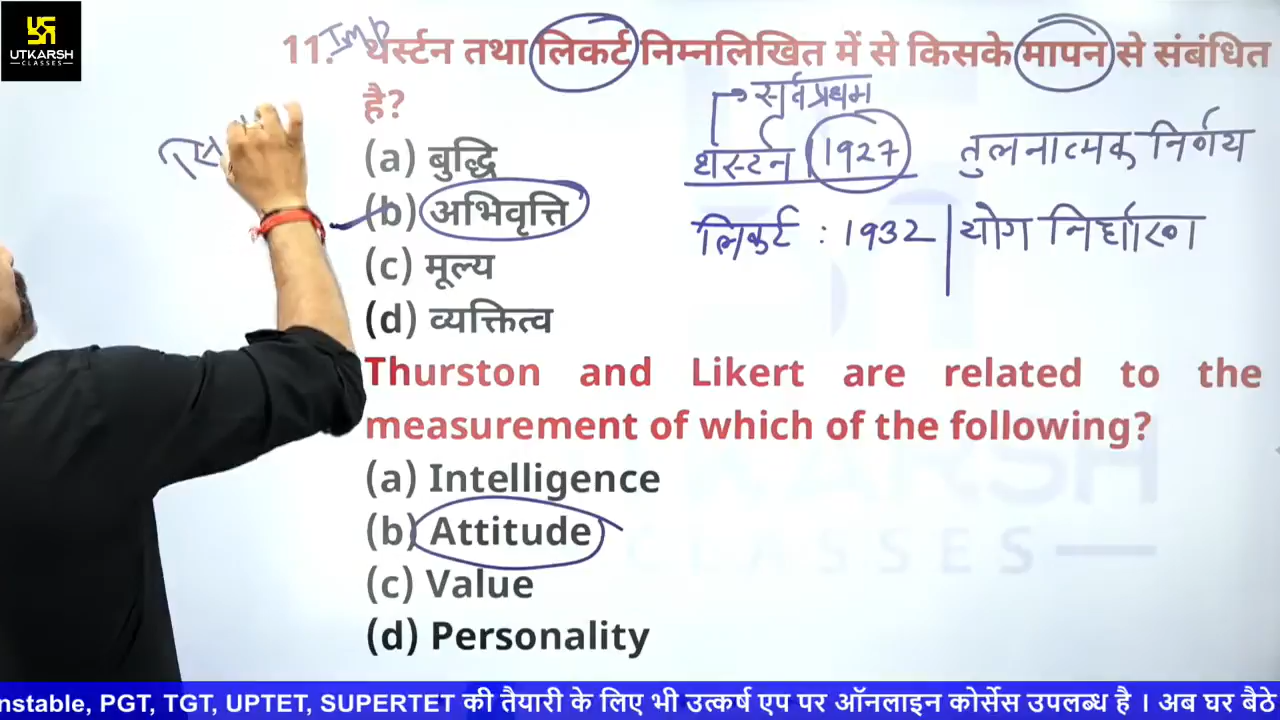 UTKARSH
CLASSES
Imp
11. थर्स्टन तथा लिकर्ट निम्नलिखित में से किसके मापन से संबंधित
है?
सर्वप्रथम
थर्स्टन | 1927 तुलनात्मक निर्णय
लिकर्ट : 1932 | योग निर्धारण
(a) बुद्धि
(b) अभिवृत्ति
(c) मूल्य
(d) व्यक्तित्व
Thurston and Likert are related to the
measurement of which of the following?
(a) Intelligence
(b) Attitude
(c) Value
(d) Personality
nstable, PGT, TGT, UPTET, SUPERTET की तैयारी के लिए भी उत्कर्ष एप पर ऑनलाइन कोर्सेस उपलब्ध है । अब घर बैठे